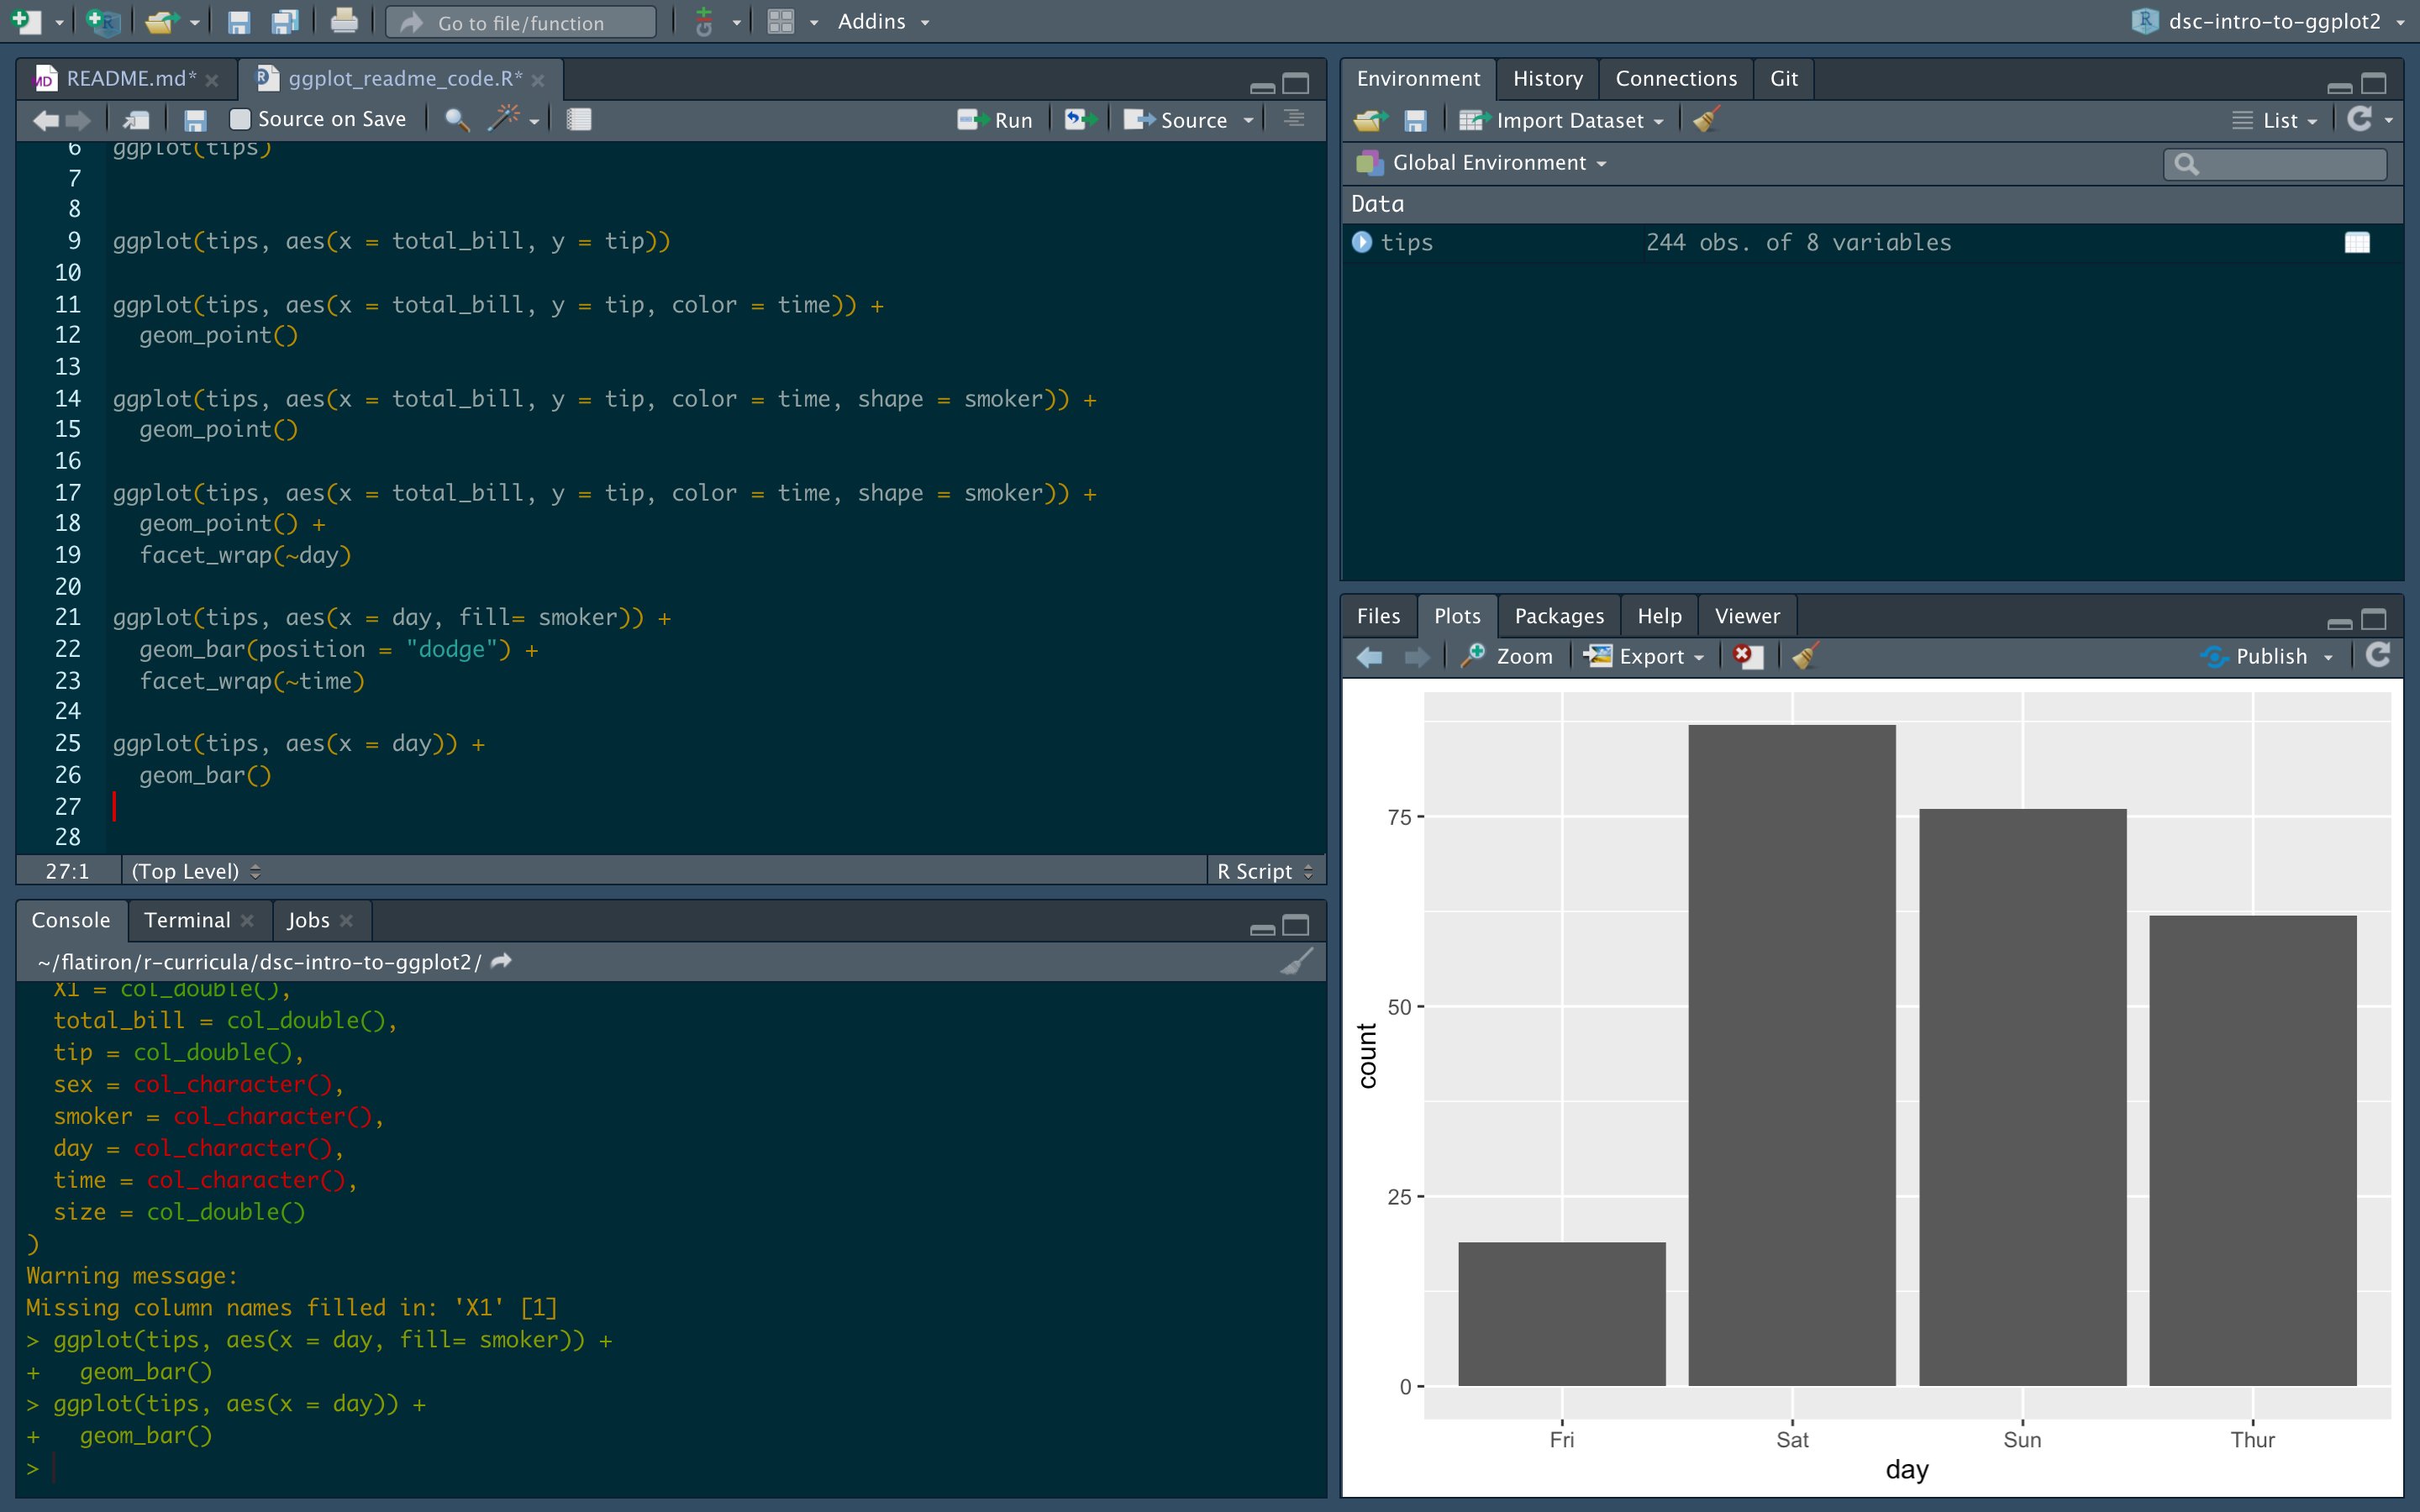 Go to file/function
Addins
dsc-intro-to-ggplot2
README.md*
ggplot_readme_code.R*
Source on Save
Run
Source
6 ggplot(tips)
7
8
9 ggplot(tips, aes(x = total_bill, y = tip))
10
11 ggplot(tips, aes(x = total_bill, y = tip, color = time)) +
12   geom_point()
13
14 ggplot(tips, aes(x = total_bill, y = tip, color = time, shape = smoker)) +
15   geom_point()
16
17 ggplot(tips, aes(x = total_bill, y = tip, color = time, shape = smoker)) +
18   geom_point() +
19   facet_wrap(~day)
20
21 ggplot(tips, aes(x = day, fill= smoker)) +
22   geom_bar(position = "dodge") +
23   facet_wrap(~time)
24
25 ggplot(tips, aes(x = day)) +
26   geom_bar()
27
28
27:1 (Top Level) R Script
Console Terminal Jobs
~/flatiron/r-curricula/dsc-intro-to-ggplot2/
X1 = col_double(),
total_bill = col_double(),
tip = col_double(),
sex = col_character(),
smoker = col_character(),
day = col_character(),
time = col_character(),
size = col_double()
)
Warning message:
Missing column names filled in: 'X1' [1]
> ggplot(tips, aes(x = day, fill= smoker)) +
+   geom_bar()
> ggplot(tips, aes(x = day)) +
+   geom_bar()
>
Environment History Connections Git
Import Dataset List
Global Environment
Data
tips 244 obs. of 8 variables
Files Plots Packages Help Viewer
Zoom Export Publish
75
50
25
0
count
Fri Sat Sun Thur
day